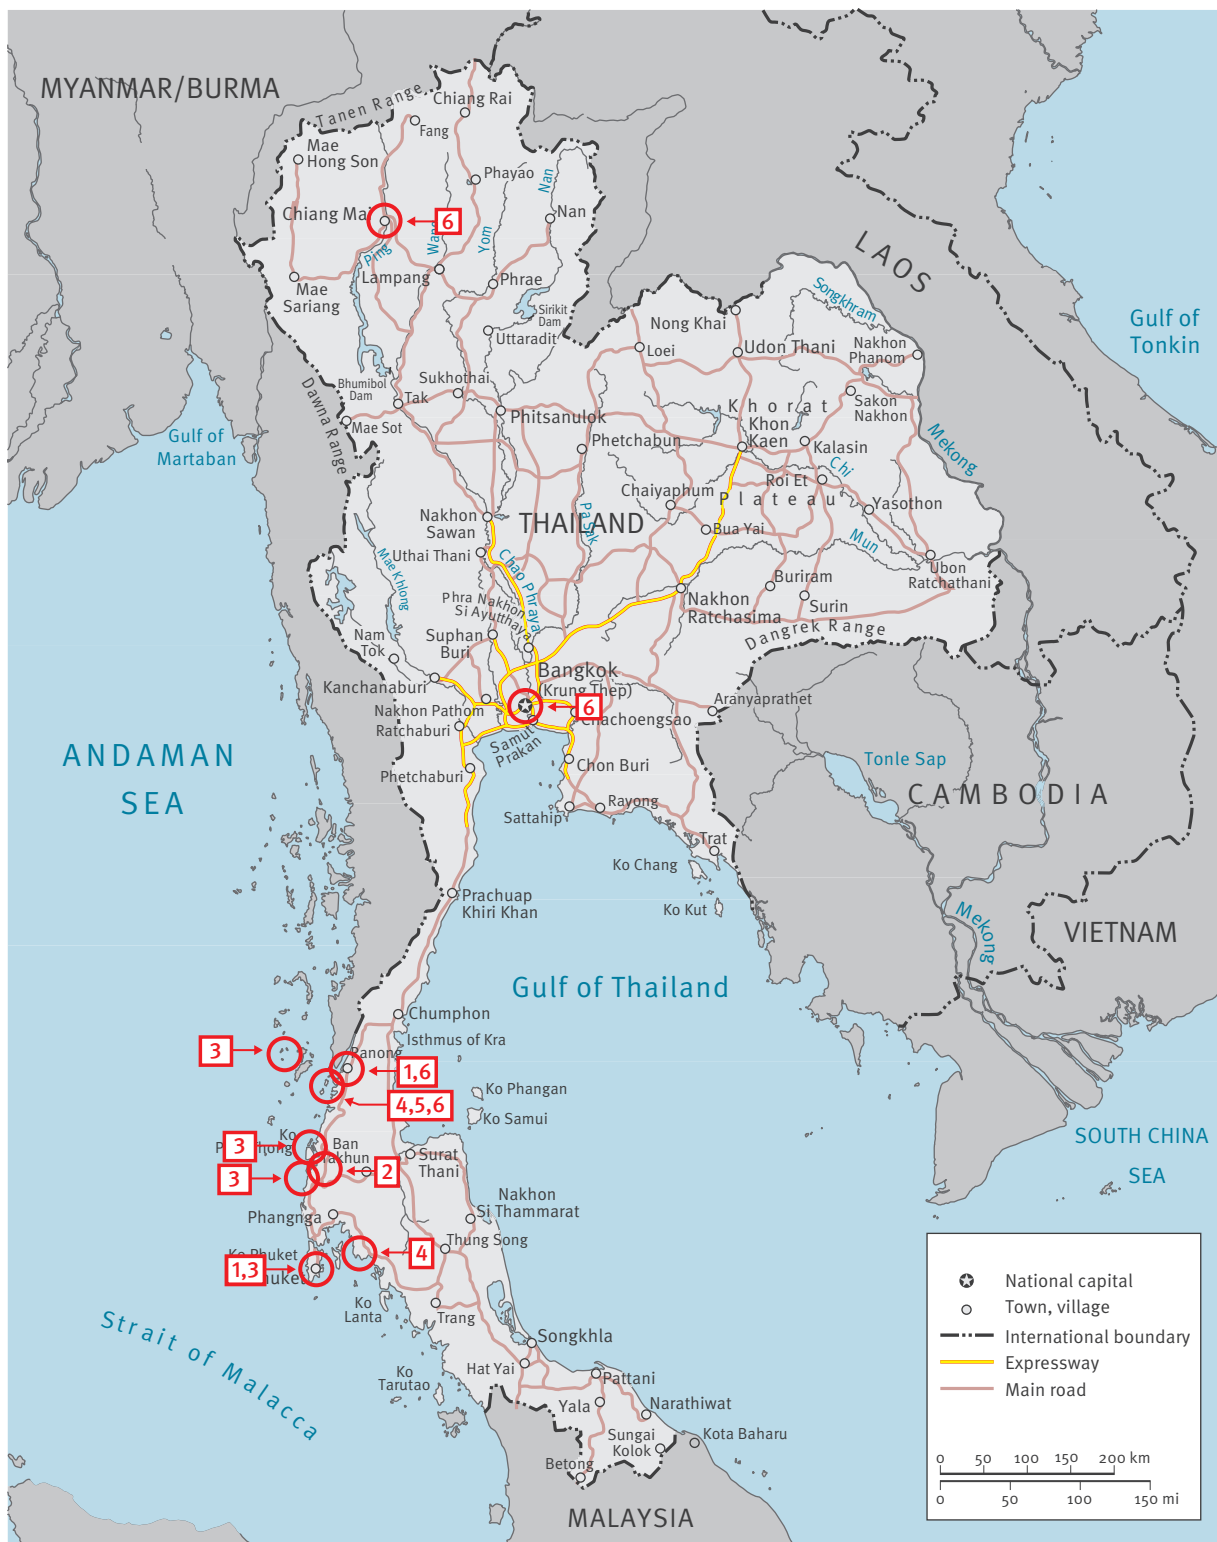 MYANMAR/BURMA
Tanen Range
Chiang Rai
Fang
Mae
Hong Son
Phayao
Nan
Nan
Chiang Mai
6
Ping
Wang
Yom
LAOS
Lampang
Phrae
Mae
Sariang
Sirikit
Dam
Songkhram
Gulf of
Tonkin
Nong Khai
Uttaradit
Loei
Udon Thani
Nakhon
Phanom
Bhumibol
Dam
Sukhothai
Tak
Dawna Range
Khorat
Sakon
Nakhon
Mae Sot
Phitsanulok
Khon
Kaen
Gulf of
Martaban
Phetchabun
Kalasin
Mekong
Chi
Roi Et
Chaiyaphum
Plateau
Yasothon
Nakhon
Sawan
THAILAND
Pa Sak
Bua Yai
Mun
Uthai Thani
Chao Phraya
Mae Khlong
Ubon
Ratchathani
Buriram
Surin
Phra Nakhon
Si Ayutthaya
Nakhon
Ratchasima
Dangrek Range
Nam
Tok
Suphan
Buri
Bangkok
(Krung Thep)
Kanchanaburi
6
Nakhon Pathom
Chachoengsao
Aranyaprathet
Ratchaburi
Samut
Prakan
ANDAMAN
SEA
Phetchaburi
Chon Buri
Tonle Sap
CAMBODIA
Rayong
Sattahip
Trat
Ko Chang
Prachuap
Khiri Khan
Ko Kut
Mekong
VIETNAM
Gulf of Thailand
Chumphon
Isthmus of Kra
3
Ranong
1,6
Ko Phangan
4,5,6
Ko Samui
Ko
3
Ban
SOUTH CHINA
SEA
Surat
Thani
2
3
Nakhon
Si Thammarat
Phangnga
Thung Song
4
Ko Phuket
1,3
Ko
Lanta
Trang
Strait of Malacca
Songkhla
Hat Yai
Ko
Tarutao
Pattani
Yala
Narathiwat
Sungai
Kolok
Kota Baharu
Betong
MALAYSIA
National capital
Town, village
International boundary
Expressway
Main road
0 50 100 150 200 km
0 50 100 150 mi